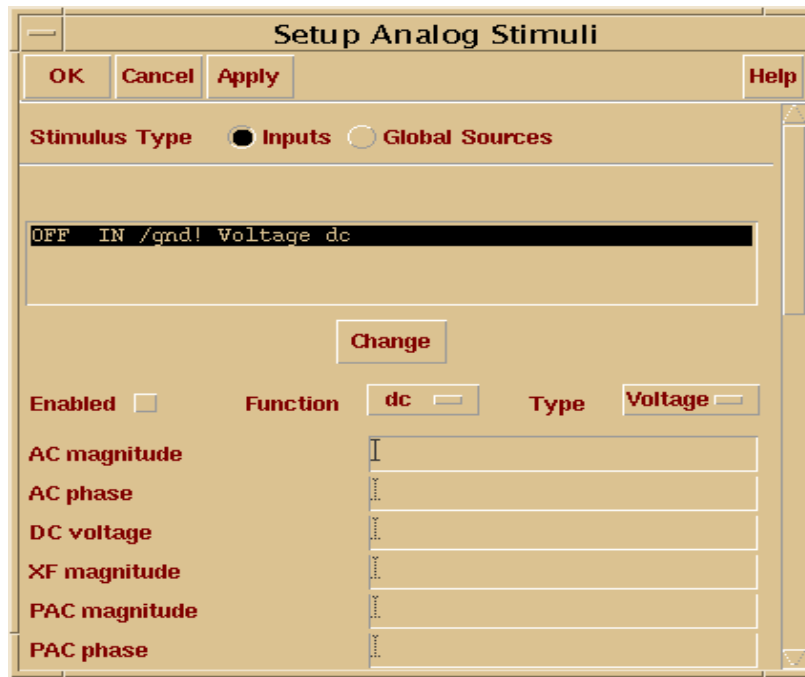 Setup Analog Stimuli
OK Cancel Apply Help
Stimulus Type Inputs Global Sources
OFF IN /gnd! Voltage dc
Change
Enabled Function dc Type Voltage
AC magnitude
AC phase
DC voltage
XF magnitude
PAC magnitude
PAC phase